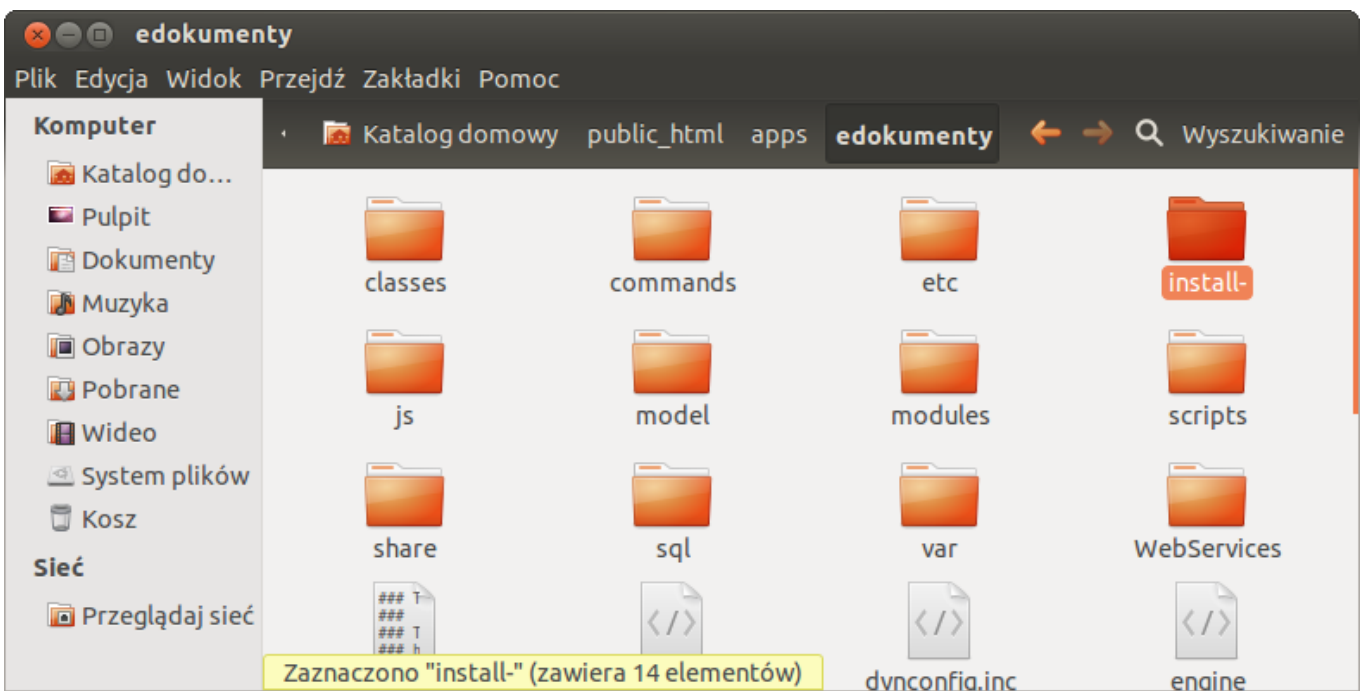 edokumenty
Plik Edycja Widok Przejdź Zakładki Pomoc
Komputer
Katalog do...
Pulpit
Dokumenty
Muzyka
Obrazy
Pobrane
Wideo
System plików
Kosz
Sieć
Przeglądaj sieć
Katalog domowy public_html apps edokumenty Wyszukiwanie
classes commands etc install-
js model modules scripts
share sql var WebServices
### T
###
### T
### h
dynconfig.inc engine
Zaznaczono "install-" (zawiera 14 elementów)